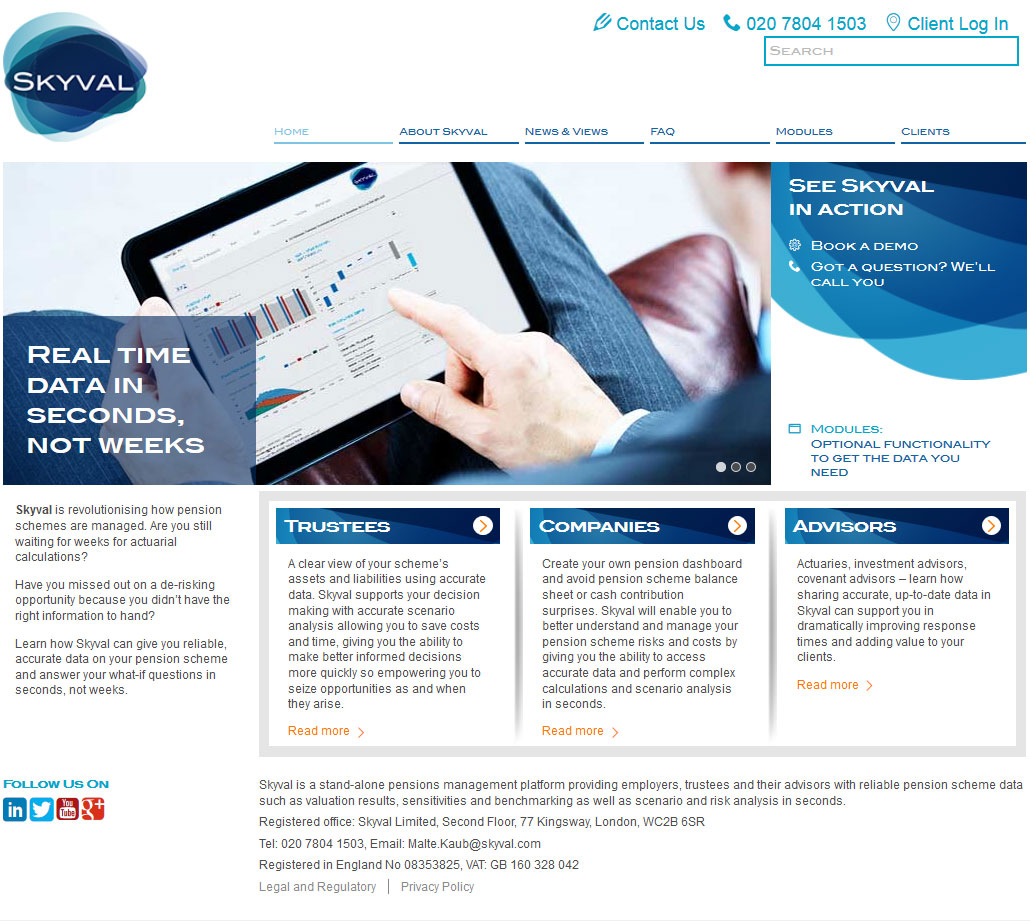 Contact Us
020 7804 1503
Client Log In
SKYVAL
SEARCH
HOME
ABOUT SKYVAL
NEWS & VIEWS
FAQ
MODULES
CLIENTS
SKYVAL
REAL TIME
DATA IN
SECONDS,
NOT WEEKS
SEE SKYVAL
IN ACTION
BOOK A DEMO
GOT A QUESTION? WE'LL
CALL YOU
MODULES:
OPTIONAL FUNCTIONALITY
TO GET THE DATA YOU
NEED
Skyval is revolutionising how pension
schemes are managed. Are you still
waiting for weeks for actuarial
calculations?
Have you missed out on a de-risking
opportunity because you didn't have the
right information to hand?
Learn how Skyval can give you reliable,
accurate data on your pension scheme
and answer your what-if questions in
seconds, not weeks.
TRUSTEES
A clear view of your scheme's
assets and liabilities using accurate
data. Skyval supports your decision
making with accurate scenario
analysis allowing you to save costs
and time, giving you the ability to
make better informed decisions
more quickly so empowering you to
seize opportunities as and when
they arise.
Read more
COMPANIES
Create your own pension dashboard
and avoid pension scheme balance
sheet or cash contribution
surprises. Skyval will enable you to
better understand and manage your
pension scheme risks and costs by
giving you the ability to access
accurate data and perform complex
calculations and scenario analysis
in seconds.
Read more
ADVISORS
Actuaries, investment advisors,
covenant advisors – learn how
sharing accurate, up-to-date data in
Skyval can support you in
dramatically improving response
times and adding value to your
clients.
Read more
FOLLOW US ON
in
You
Tube
g+
Skyval is a stand-alone pensions management platform providing employers, trustees and their advisors with reliable pension scheme data
such as valuation results, sensitivities and benchmarking as well as scenario and risk analysis in seconds.
Registered office: Skyval Limited, Second Floor, 77 Kingsway, London, WC2B 6SR
Tel: 020 7804 1503, Email: Malte.Kaub@skyval.com
Registered in England No 08353825, VAT: GB 160 328 042
Legal and Regulatory | Privacy Policy